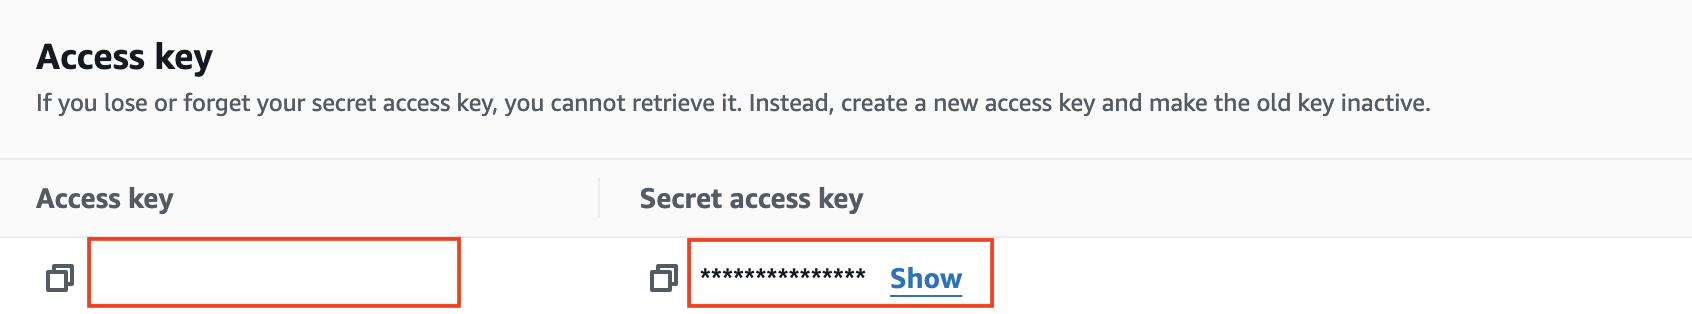 Access key
If you lose or forget your secret access key, you cannot retrieve it. Instead, create a new access key and make the old key inactive.
Access key Secret access key
*************** Show